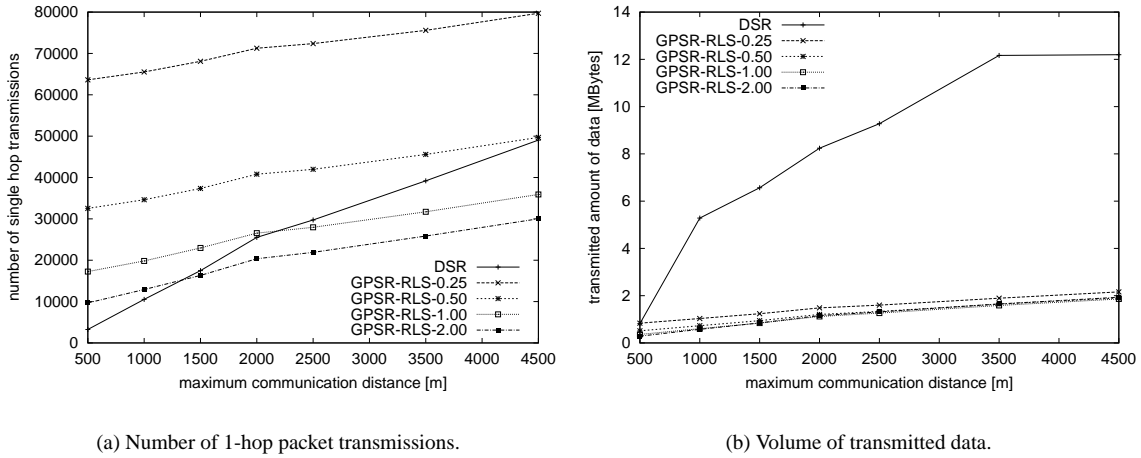 number of single hop transmissions
80000
70000
60000
50000
40000
30000
20000
10000
0
500 1000 1500 2000 2500 3000 3500 4000 4500
maximum communication distance [m]
DSR
GPSR-RLS-0.25
GPSR-RLS-0.50
GPSR-RLS-1.00
GPSR-RLS-2.00
(a) Number of 1-hop packet transmissions.
transmitted amount of data [MBytes]
14
12
10
8
6
4
2
0
500 1000 1500 2000 2500 3000 3500 4000 4500
maximum communication distance [m]
DSR
GPSR-RLS-0.25
GPSR-RLS-0.50
GPSR-RLS-1.00
GPSR-RLS-2.00
(b) Volume of transmitted data.